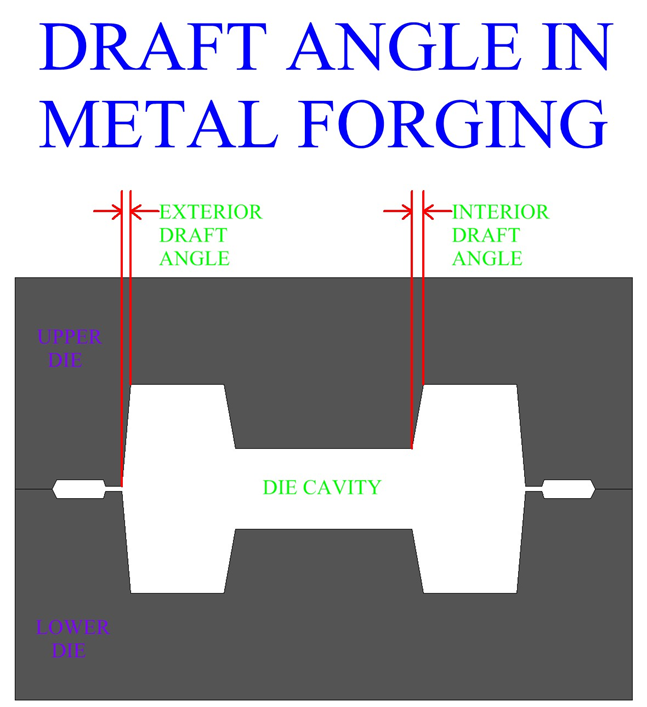 DRAFT ANGLE IN
METAL FORGING
EXTERIOR
DRAFT
ANGLE
INTERIOR
DRAFT
ANGLE
UPPER
DIE
DIE CAVITY
LOWER
DIE